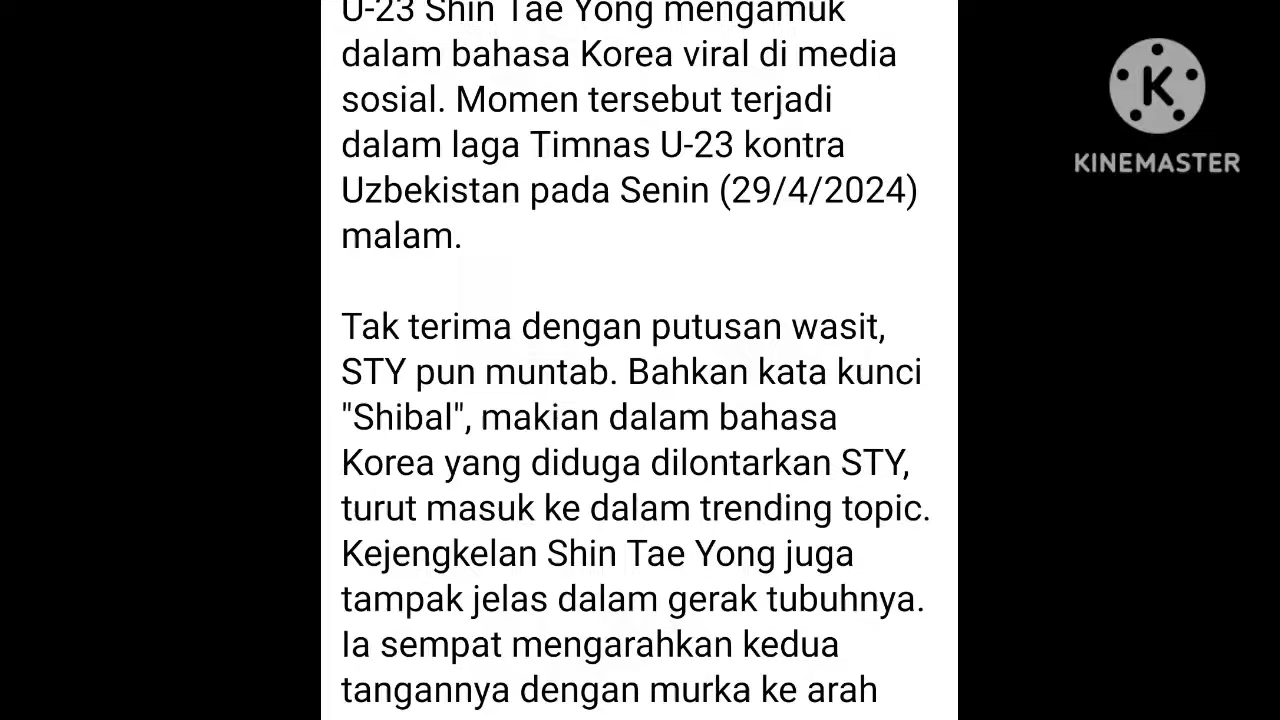 U-23 Shin Tae Yong mengamuk
dalam bahasa Korea viral di media
sosial. Momen tersebut terjadi
dalam laga Timnas U-23 kontra
Uzbekistan pada Senin (29/4/2024)
malam.
Tak terima dengan putusan wasit,
STY pun muntab. Bahkan kata kunci
"Shibal", makian dalam bahasa
Korea yang diduga dilontarkan STY,
turut masuk ke dalam trending topic.
Kejengkelan Shin Tae Yong juga
tampak jelas dalam gerak tubuhnya.
Ia sempat mengarahkan kedua
tangannya dengan murka ke arah
K
KINEMASTER